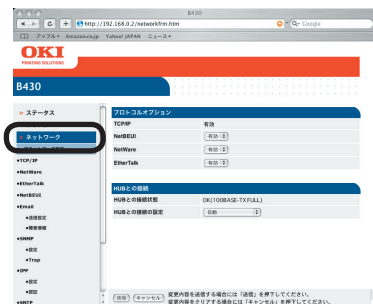 B430
http://192.168.0.2/networkfrm.htm
Google
アップル Amazon.co.jp Yahoo! JAPAN ニュース
OKI
PRINTING SOLUTIONS
B430
ステータス
ネットワーク
TCP/IP
NetWare
EtherTalk
NetBEUI
Email
送信設定
障害情報
SNMP
設定
Trap
IPP
設定
認証
SNTP
プロトコルオプション
TCP/IP 有効
NetBEUI 有効
NetWare 有効
EtherTalk 有効
HUBとの接続
HUBとの接続状態 OK(100BASE-TX FULL)
HUBとの接続の設定 自動
送信 キャンセル 変更内容を送信する場合には「送信」を押下してください。
変更内容をクリアする場合には「キャンセル」を押下してください。